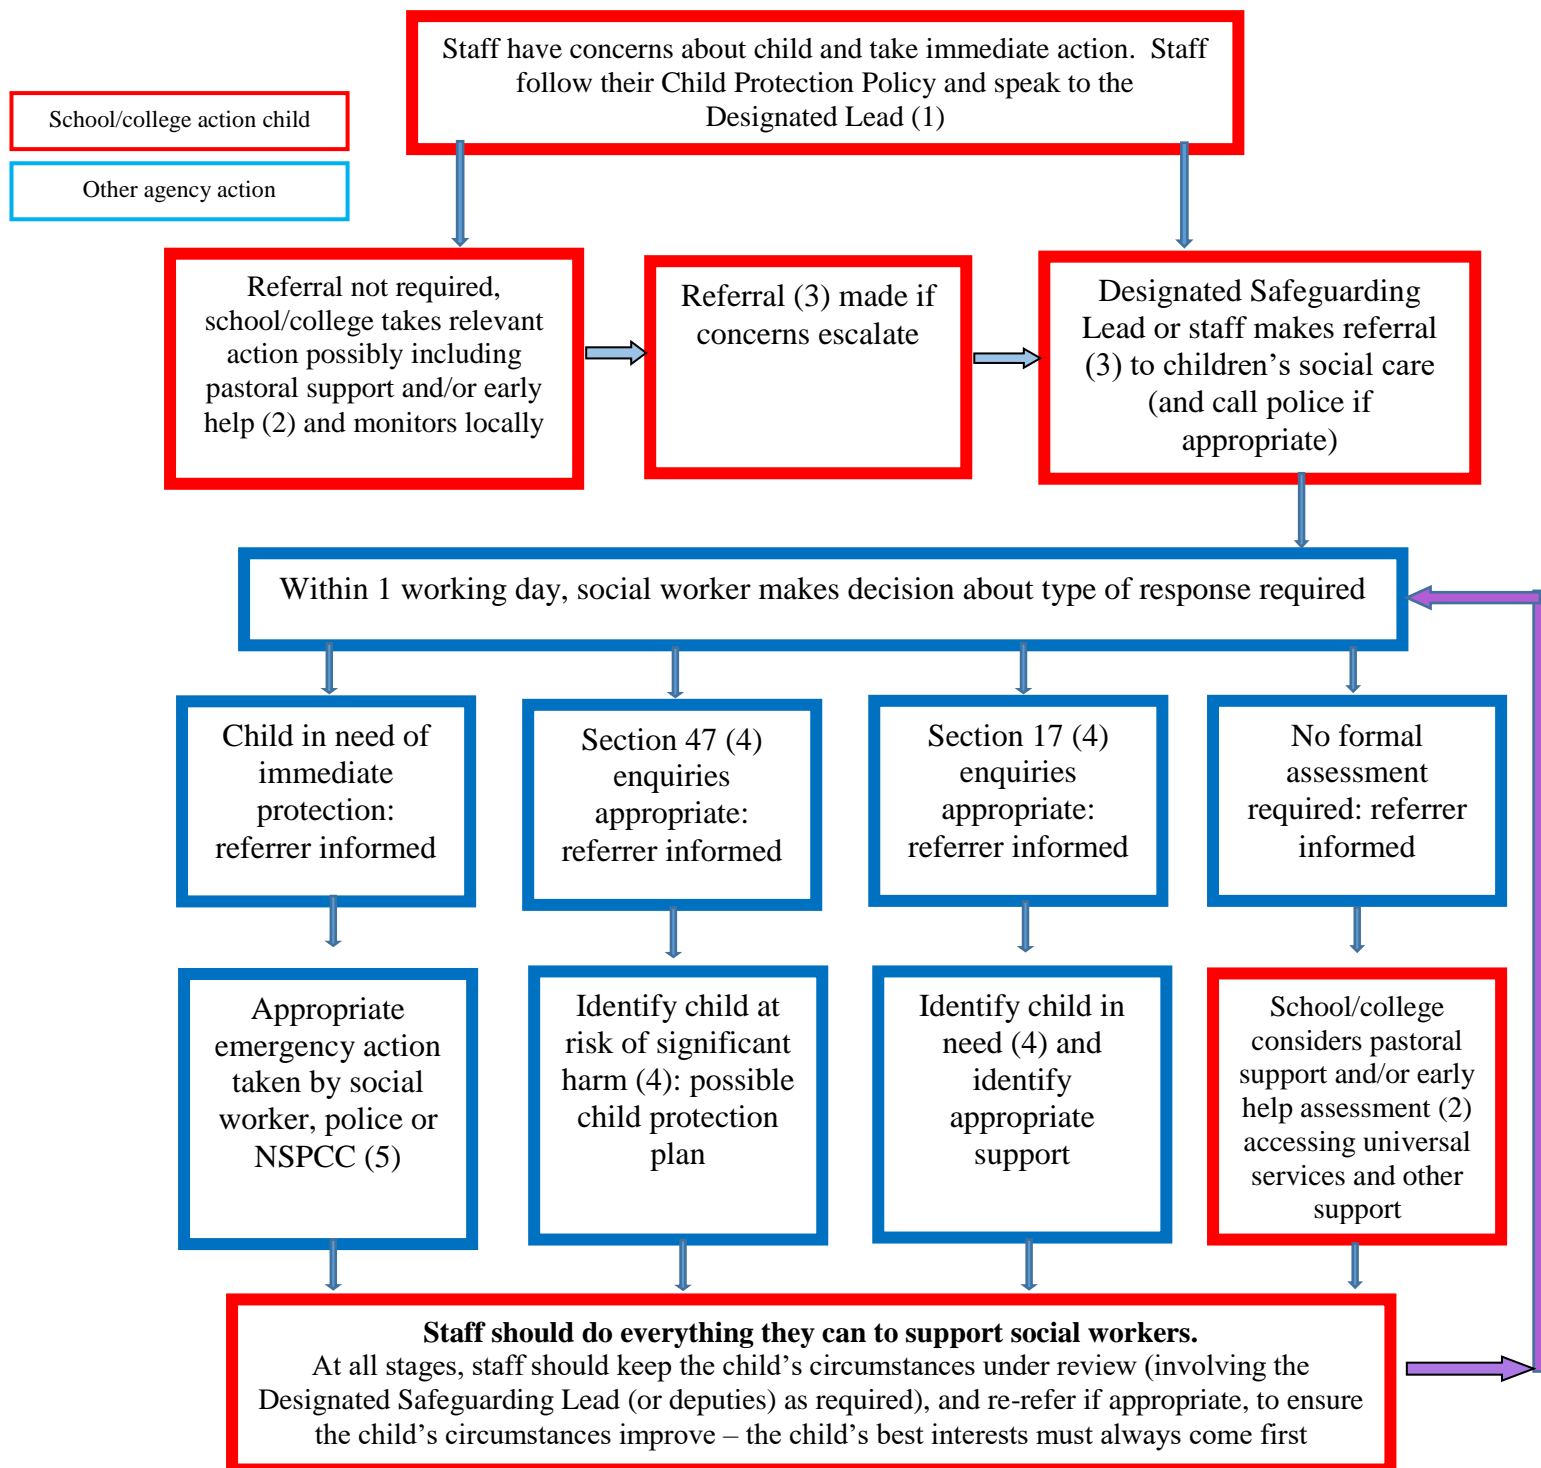 Staff have concerns about child and take immediate action.  Staff
follow their Child Protection Policy and speak to the
Designated Lead (1)
School/college action child
Other agency action
Referral not required,
school/college takes relevant
action possibly including
pastoral support and/or early
help (2) and monitors locally
Referral (3) made if
concerns escalate
Designated Safeguarding
Lead or staff makes referral
(3) to children’s social care
(and call police if
appropriate)
Within 1 working day, social worker makes decision about type of response required
Child in need of
immediate
protection:
referrer informed
Section 47 (4)
enquiries
appropriate:
referrer informed
Section 17 (4)
enquiries
appropriate:
referrer informed
No formal
assessment
required: referrer
informed
Appropriate
emergency action
taken by social
worker, police or
NSPCC (5)
Identify child at
risk of significant
harm (4): possible
child protection
plan
Identify child in
need (4) and
identify
appropriate
support
School/college
considers pastoral
support and/or early
help assessment (2)
accessing universal
services and other
support
Staff should do everything they can to support social workers.
At all stages, staff should keep the child’s circumstances under review (involving the
Designated Safeguarding Lead (or deputies) as required), and re-refer if appropriate, to ensure
the child’s circumstances improve – the child’s best interests must always come first